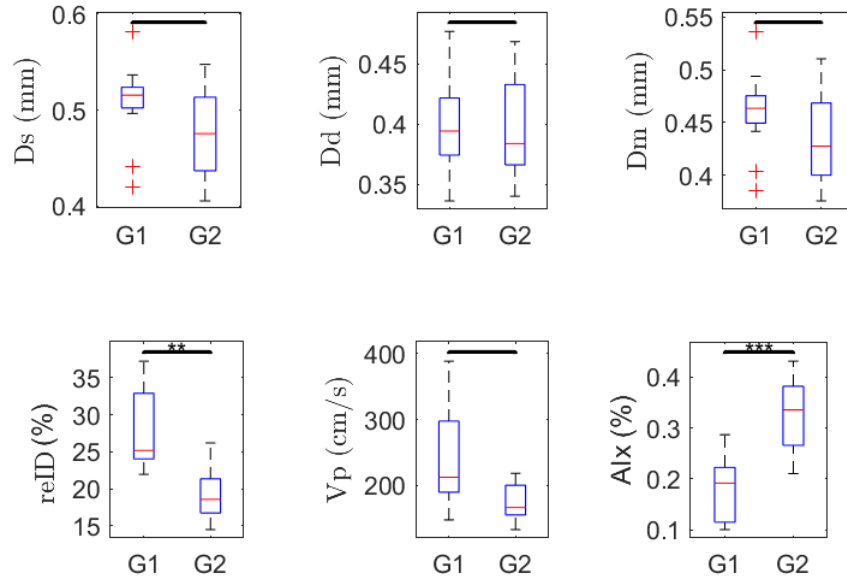 0.6
0.5
0.4
Ds (mm)
G1 G2
0.45
0.4
0.35
Dd (mm)
G1 G2
0.55
0.5
0.45
0.4
Dm (mm)
G1 G2
**
35
30
25
20
15
reID (%)
G1 G2
400
300
200
Vp (cm/s)
G1 G2
***
0.4
0.3
0.2
0.1
AIx (%)
G1 G2